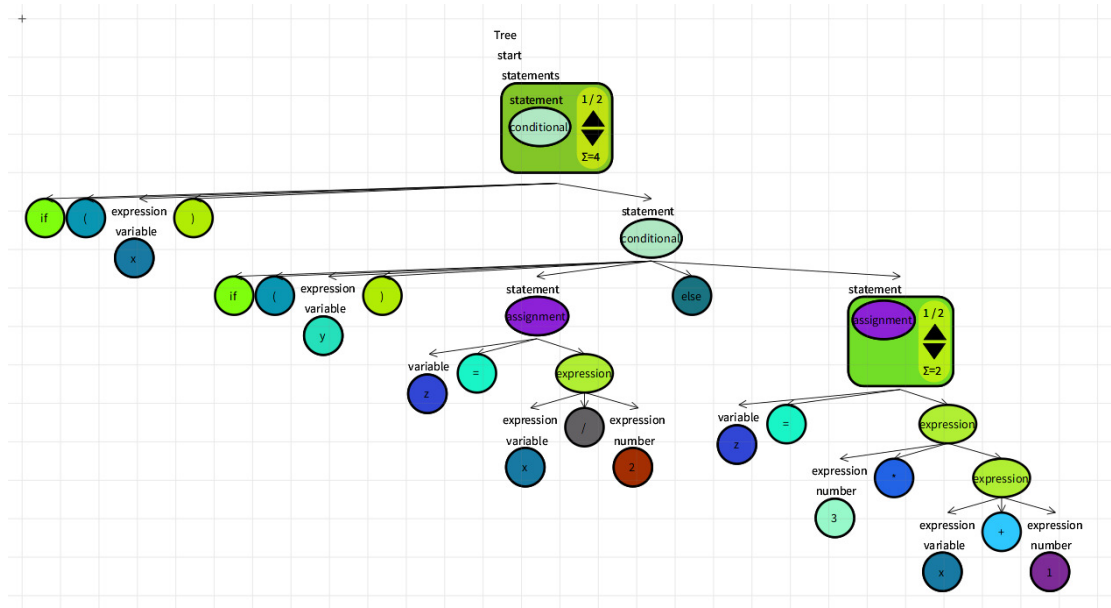 Tree
start
statements
statement 1 / 2
conditional
Σ=4
if ( expression )
variable
x
statement
conditional
if ( expression )
variable
y
statement
assignment
else
statement 1 / 2
assignment
Σ=2
variable = expression
z
expression / expression
variable number
x 2
variable = expression
z
expression * expression
number
3
expression + expression
variable number
x 1